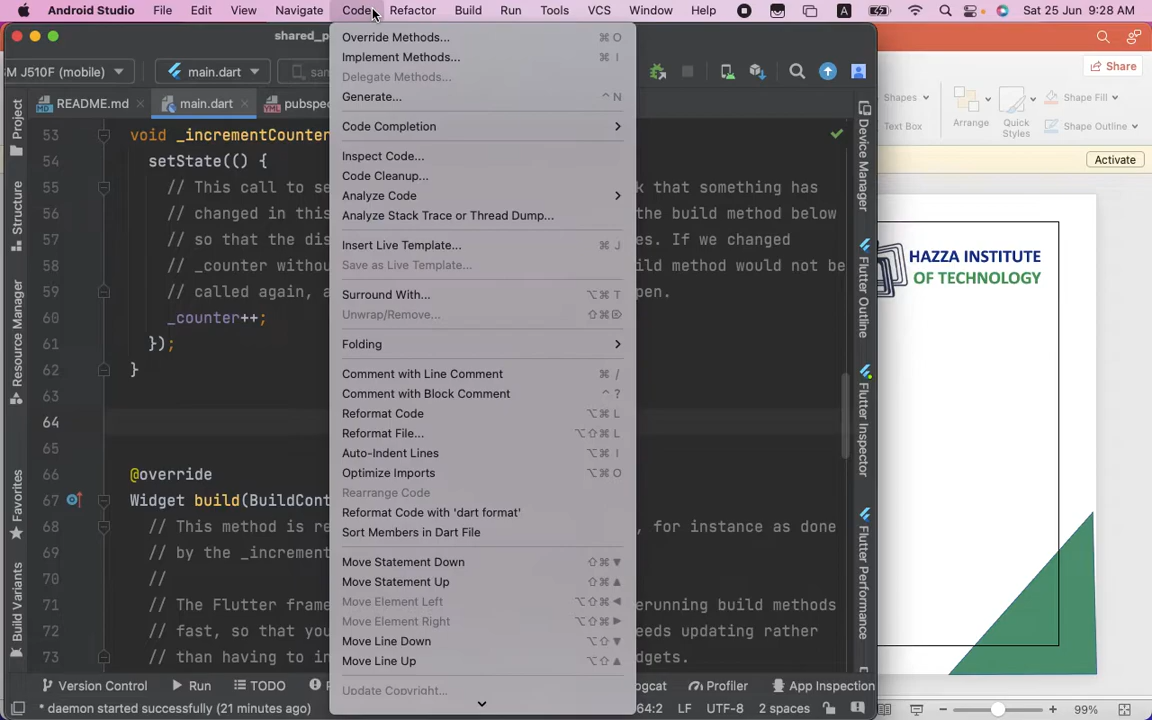 Android Studio File Edit View Navigate Code Refactor Build Run Tools VCS Window Help A Sat 25 Jun 9:28 AM
shared_p
M J510F (mobile) main.dart
README.md main.dart pubspec
Override Methods... ⌘ O
Implement Methods... ⌘ I
Delegate Methods...
Generate... ^ N
Code Completion
Inspect Code...
Code Cleanup...
Analyze Code
Analyze Stack Trace or Thread Dump...
Insert Live Template... ⌘ J
Save as Live Template...
Surround With... ⌥⌘ T
Unwrap/Remove... ⇧⌘⌦
Folding
Comment with Line Comment ⌘ /
Comment with Block Comment ^ ?
Reformat Code ⌥⌘ L
Reformat File... ⌥⇧⌘ L
Auto-Indent Lines ⌥⌘ I
Optimize Imports ⌥⌘ O
Rearrange Code
Reformat Code with 'dart format'
Sort Members in Dart File
Move Statement Down ⇧⌘▼
Move Statement Up ⇧⌘▲
Move Element Left ⌥⇧⌘◀
Move Element Right ⌥⇧⌘▶
Move Line Down ⌥⇧▼
Move Line Up ⌥⇧▲
Update Copyright...
53 void _incrementCounter
54 setState(() {
55 // This call to se k that something has
56 // changed in this the build method below
57 // so that the dis es. If we changed
58 // _counter withou ild method would not be
59 // called again, a pen.
60 _counter++;
61 });
62 }
63
64
65
66 @override
67 Widget build(BuildCont
68 // This method is re , for instance as done
69 // by the _increment
70 //
71 // The Flutter frame rerunning build methods
72 // fast, so that you eeds updating rather
73 // than having to in dgets.
Project
Structure
Resource Manager
Favorites
Build Variants
Device Manager
Flutter Outline
Flutter Inspector
Flutter Performance
Version Control Run TODO ogcat Profiler App Inspection
* daemon started successfully (21 minutes ago) 64:2 LF UTF-8 2 spaces
Share
Shapes Arrange Quick Styles Shape Fill
Text Box Shape Outline
Activate
HAZZA INSTITUTE
OF TECHNOLOGY
99%